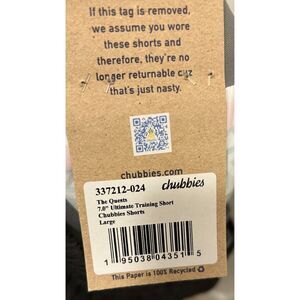 If this tag is removed,
we assume you wore
these shorts and
therefore, they're no
longer returnable cuz
that's just nasty.
chubbies.com
337212-024 chubbies
The Quests
7.0" Ultimate Training Short
Chubbies Shorts
Large
1 95038 04351 5
This Paper is 100% Recycled